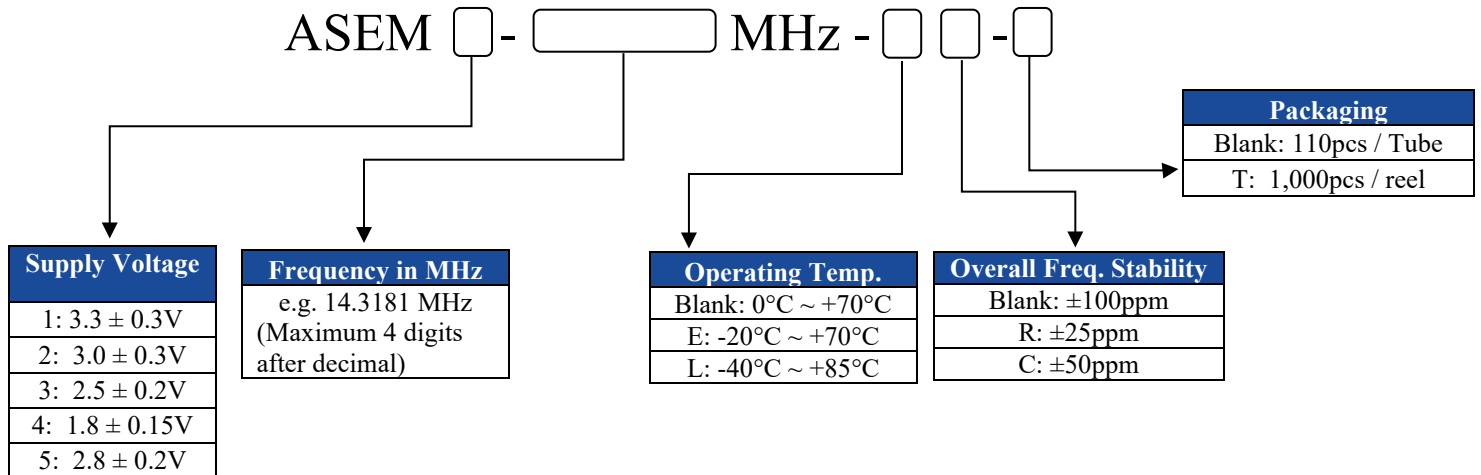 ASEM - MHz - -
Packaging
Blank: 110pcs / Tube
T: 1,000pcs / reel
Supply Voltage
1: 3.3 ± 0.3V
2: 3.0 ± 0.3V
3: 2.5 ± 0.2V
4: 1.8 ± 0.15V
5: 2.8 ± 0.2V
Frequency in MHz
e.g. 14.3181 MHz
(Maximum 4 digits
after decimal)
Operating Temp.
Blank: 0°C ~ +70°C
E: -20°C ~ +70°C
L: -40°C ~ +85°C
Overall Freq. Stability
Blank: ±100ppm
R: ±25ppm
C: ±50ppm